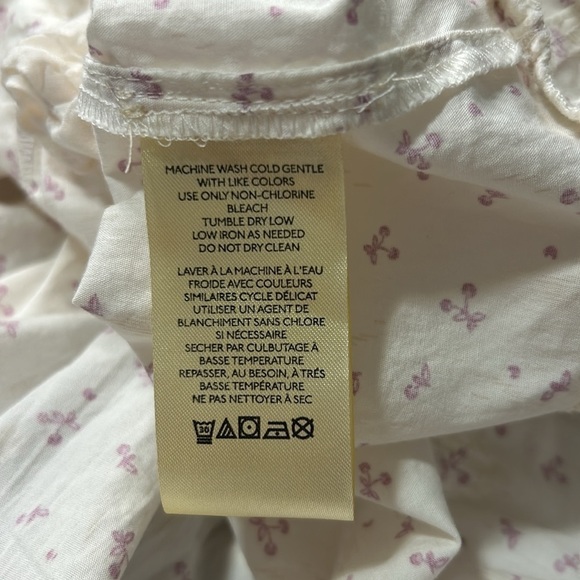 MACHINE WASH COLD GENTLE
WITH LIKE COLORS
USE ONLY NON-CHLORINE
BLEACH
TUMBLE DRY LOW
LOW IRON AS NEEDED
DO NOT DRY CLEAN
LAVER À LA MACHINE À L'EAU
FROIDE AVEC COULEURS
SIMILAIRES CYCLE DÉLICAT
UTILISER UN AGENT DE
BLANCHIMENT SANS CHLORE
SI NÉCESSAIRE
SECHER PAR CULBUTAGE À
BASSE TEMPERATURE
REPASSER, AU BESOIN, À TRÉS
BASSE TEMPÉRATURE
NE PAS NETTOYER À SEC
30